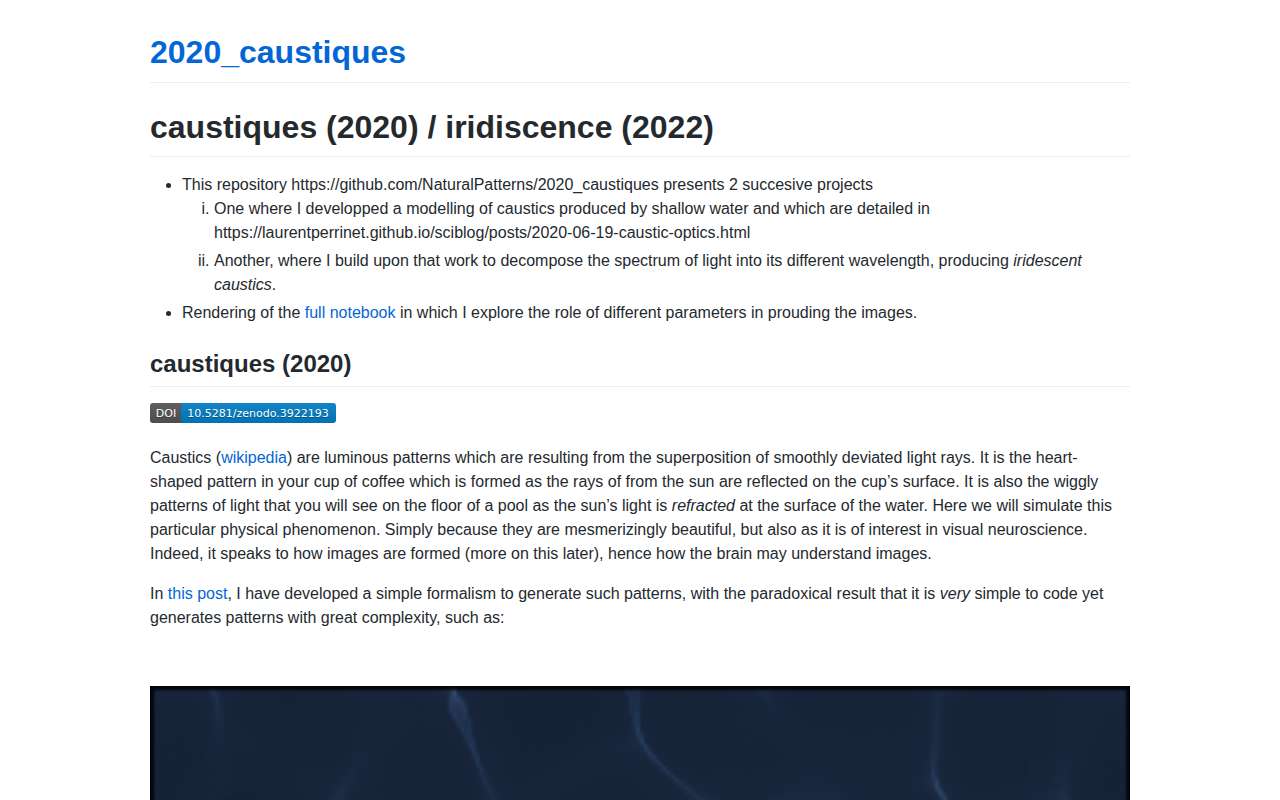 2020_caustiques
caustiques (2020) / iridiscence (2022)
This repository https://github.com/NaturalPatterns/2020_caustiques presents 2 succesive projects
i. One where I developped a modelling of caustics produced by shallow water and which are detailed in
https://laurentperrinet.github.io/sciblog/posts/2020-06-19-caustic-optics.html
ii. Another, where I build upon that work to decompose the spectrum of light into its different wavelength, producing iridescent
caustics.
Rendering of the full notebook in which I explore the role of different parameters in prouding the images.
caustiques (2020)
DOI 10.5281/zenodo.3922193
Caustics (wikipedia) are luminous patterns which are resulting from the superposition of smoothly deviated light rays. It is the heart-
shaped pattern in your cup of coffee which is formed as the rays of from the sun are reflected on the cup’s surface. It is also the wiggly
patterns of light that you will see on the floor of a pool as the sun’s light is refracted at the surface of the water. Here we will simulate this
particular physical phenomenon. Simply because they are mesmerizingly beautiful, but also as it is of interest in visual neuroscience.
Indeed, it speaks to how images are formed (more on this later), hence how the brain may understand images.
In this post, I have developed a simple formalism to generate such patterns, with the paradoxical result that it is very simple to code yet
generates patterns with great complexity, such as: